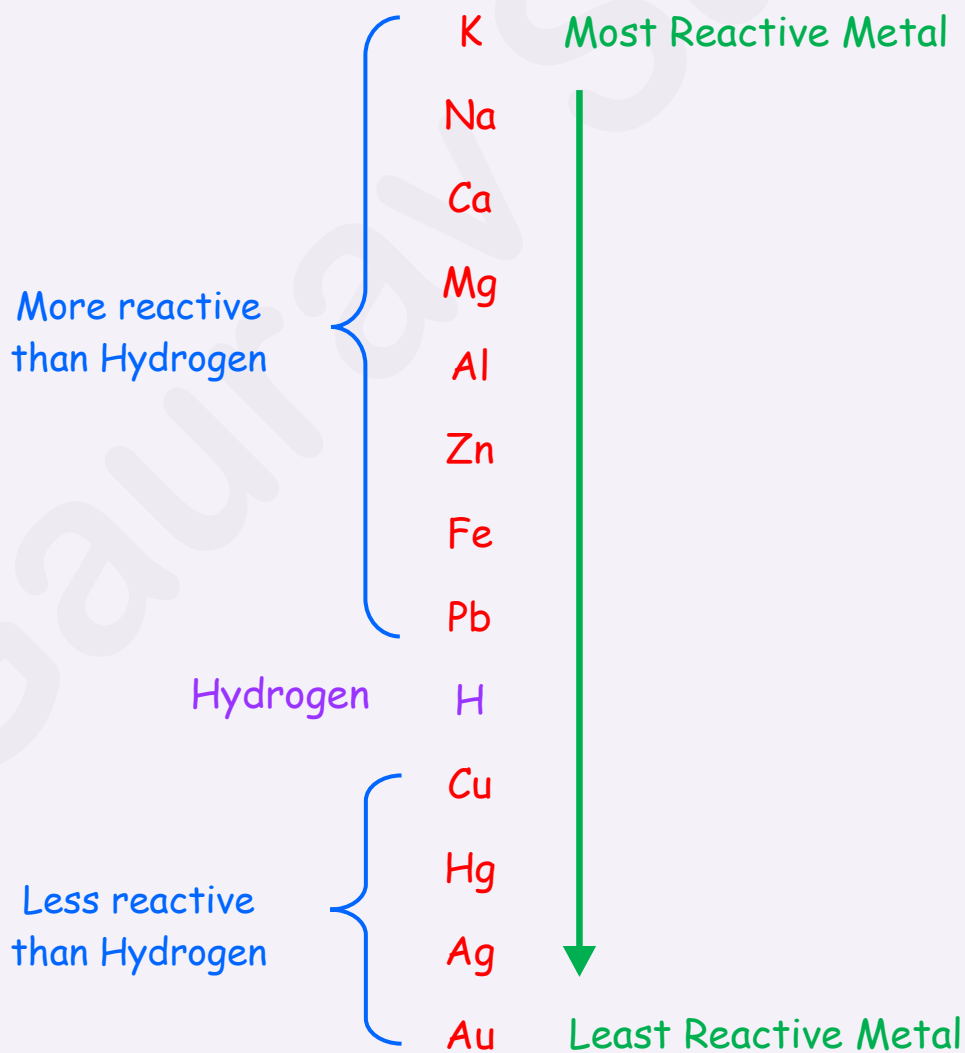 K Most Reactive Metal
Na
Ca
Mg
More reactive
than Hydrogen
Al
Zn
Fe
Pb
Hydrogen H
Cu
Hg
Less reactive
than Hydrogen
Ag
Au Least Reactive Metal
Gaurav